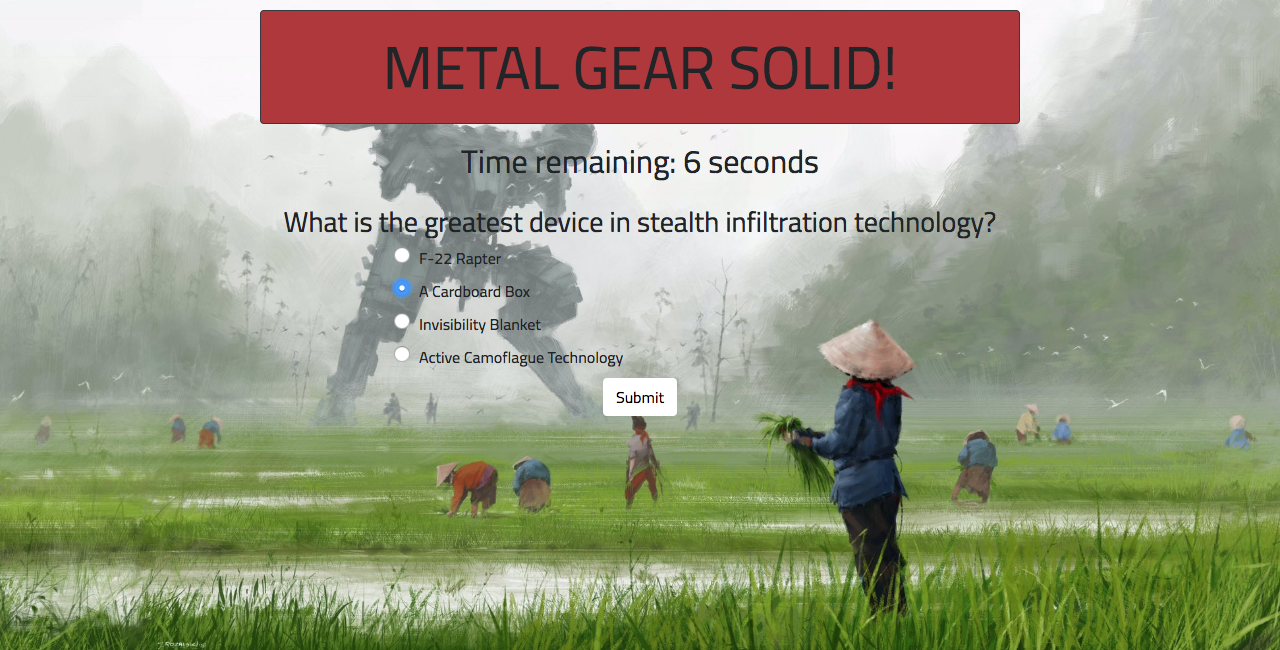 METAL GEAR SOLID!
Time remaining: 6 seconds
What is the greatest device in stealth infiltration technology?
F-22 Rapter
A Cardboard Box
Invisibility Blanket
Active Camoflague Technology
Submit